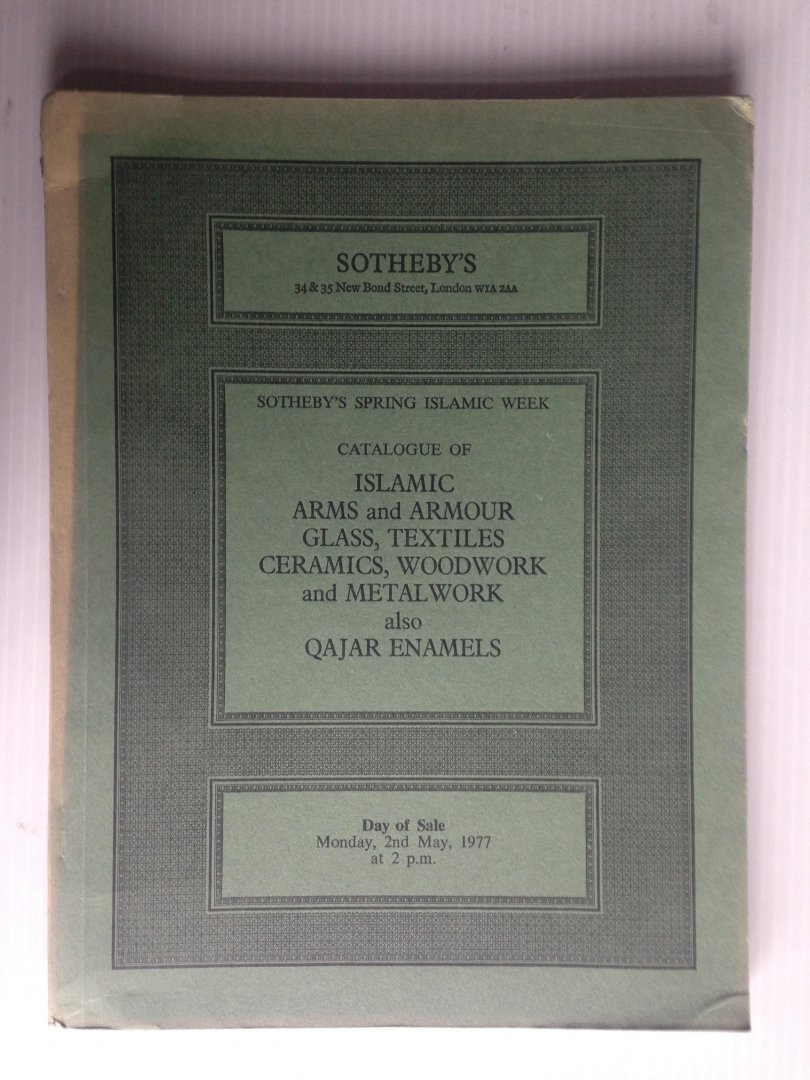 SOTHEBY'S
34 & 35 New Bond Street, London W1A 2AA
SOTHEBY'S SPRING ISLAMIC WEEK
CATALOGUE OF
ISLAMIC
ARMS and ARMOUR
GLASS, TEXTILES
CERAMICS, WOODWORK
and METALWORK
also
QAJAR ENAMELS
Day of Sale
Monday, 2nd May, 1977
at 2 p.m.